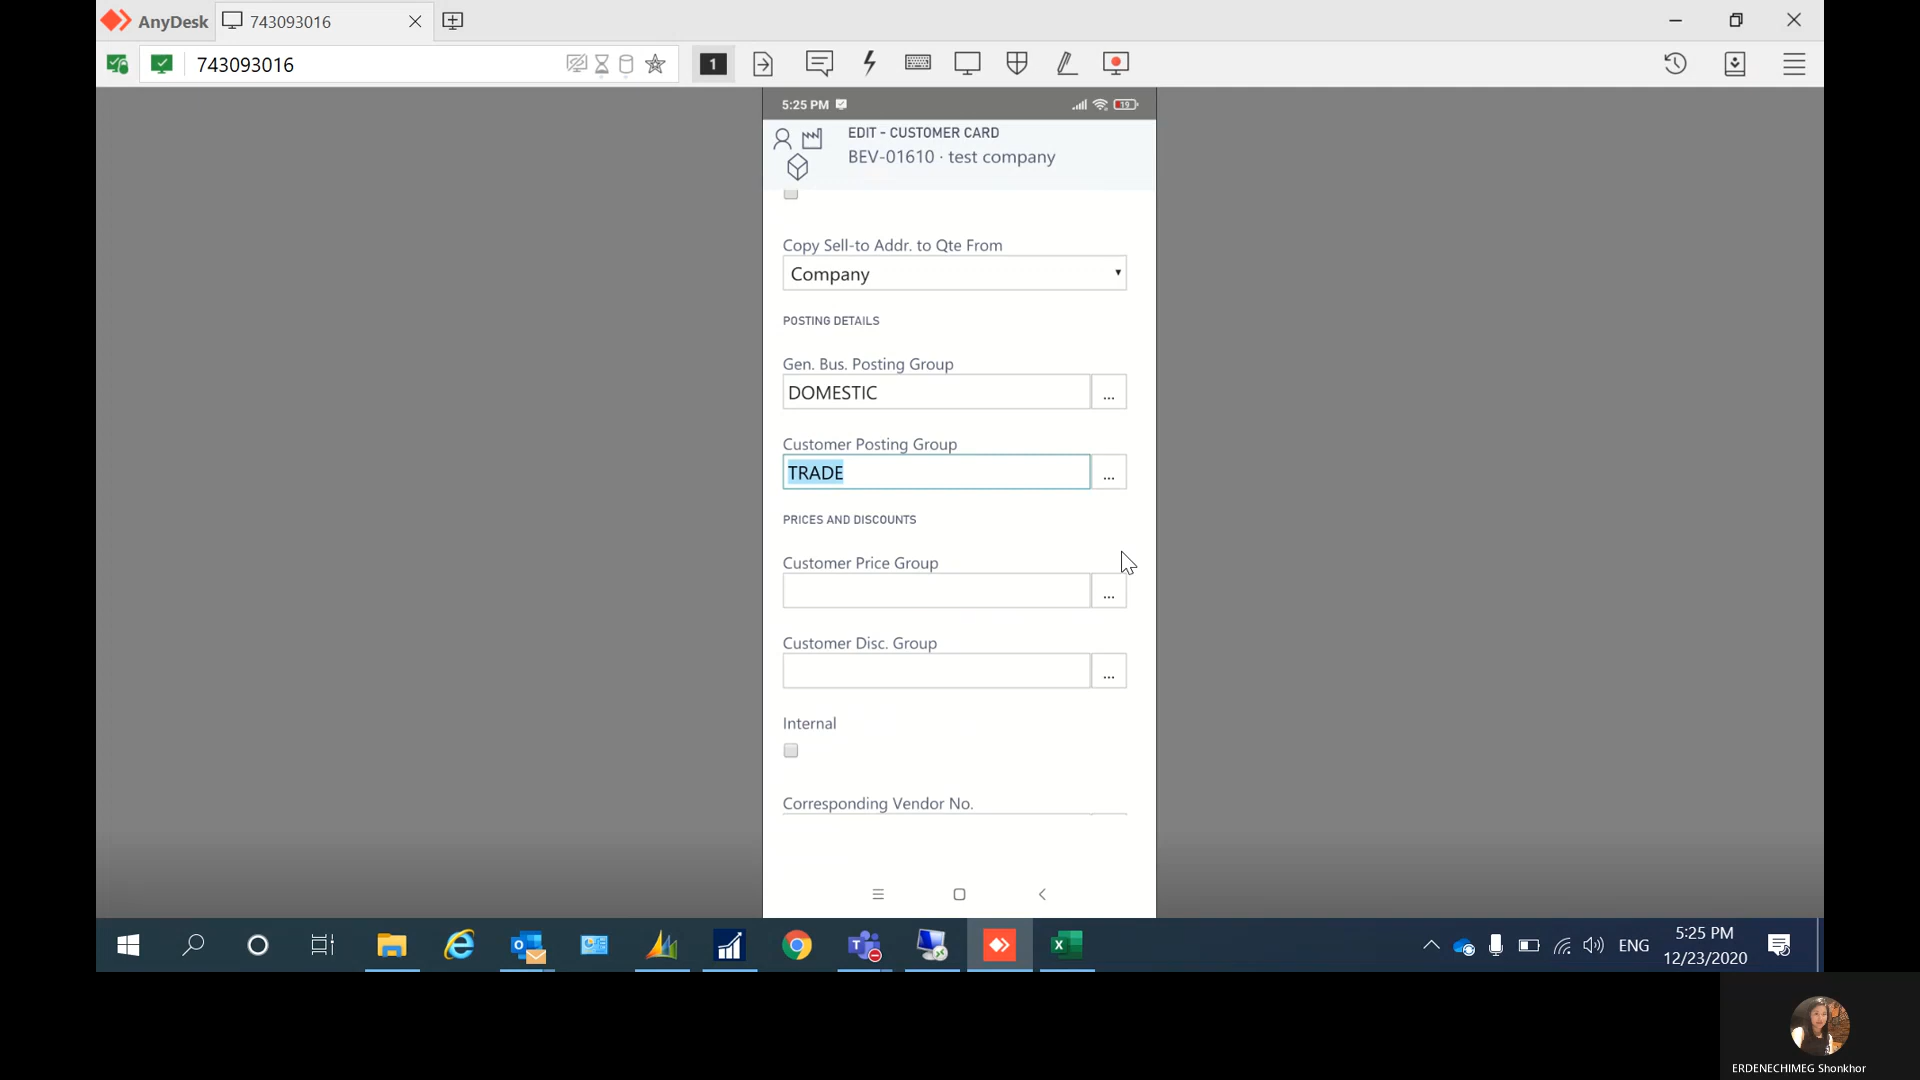 AnyDesk
743093016
743093016
1
5:25 PM
19
EDIT - CUSTOMER CARD
BEV-01610 · test company
Copy Sell-to Addr. to Qte From
Company
POSTING DETAILS
Gen. Bus. Posting Group
DOMESTIC
...
Customer Posting Group
TRADE
...
PRICES AND DISCOUNTS
Customer Price Group
...
Customer Disc. Group
...
Internal
Corresponding Vendor No.
ENG
5:25 PM
12/23/2020
ERDENECHIMEG Shonkhor